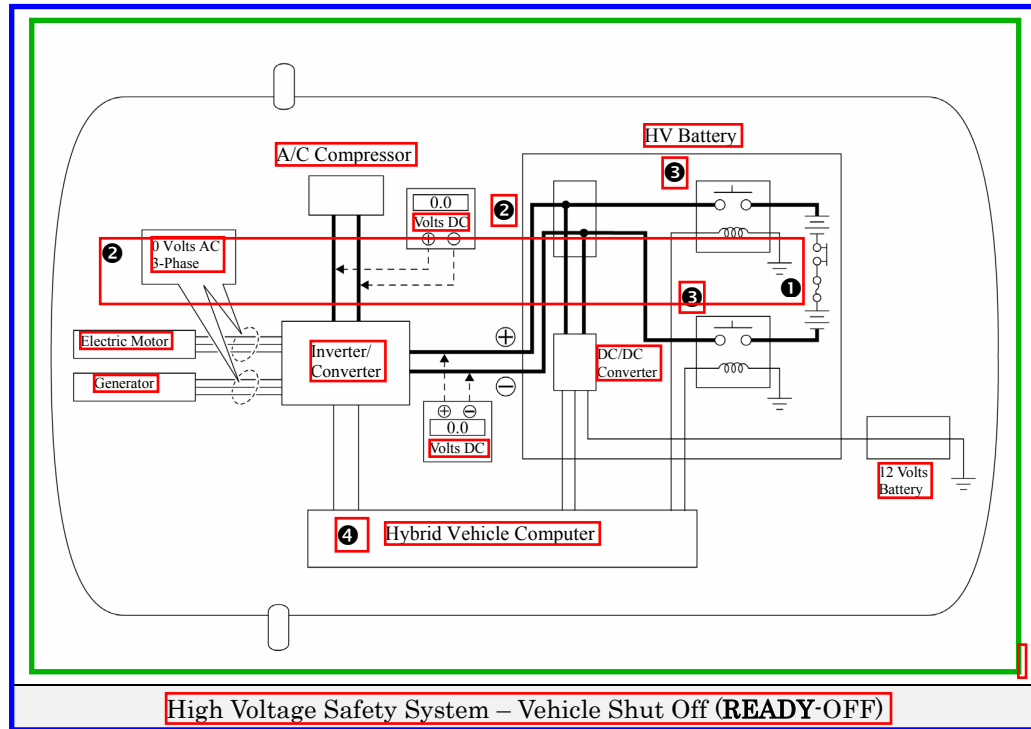 HV Battery
A/C Compressor
❸
0.0
Volts DC
⊕ ⊖
❷
❷
0 Volts AC
3-Phase
❶
❸
Electric Motor
Generator
Inverter/
Converter
⊕
⊖
DC/DC
Converter
⊕ ⊖
0.0
Volts DC
12 Volts
Battery
❹
Hybrid Vehicle Computer
High Voltage Safety System – Vehicle Shut Off (READY-OFF)